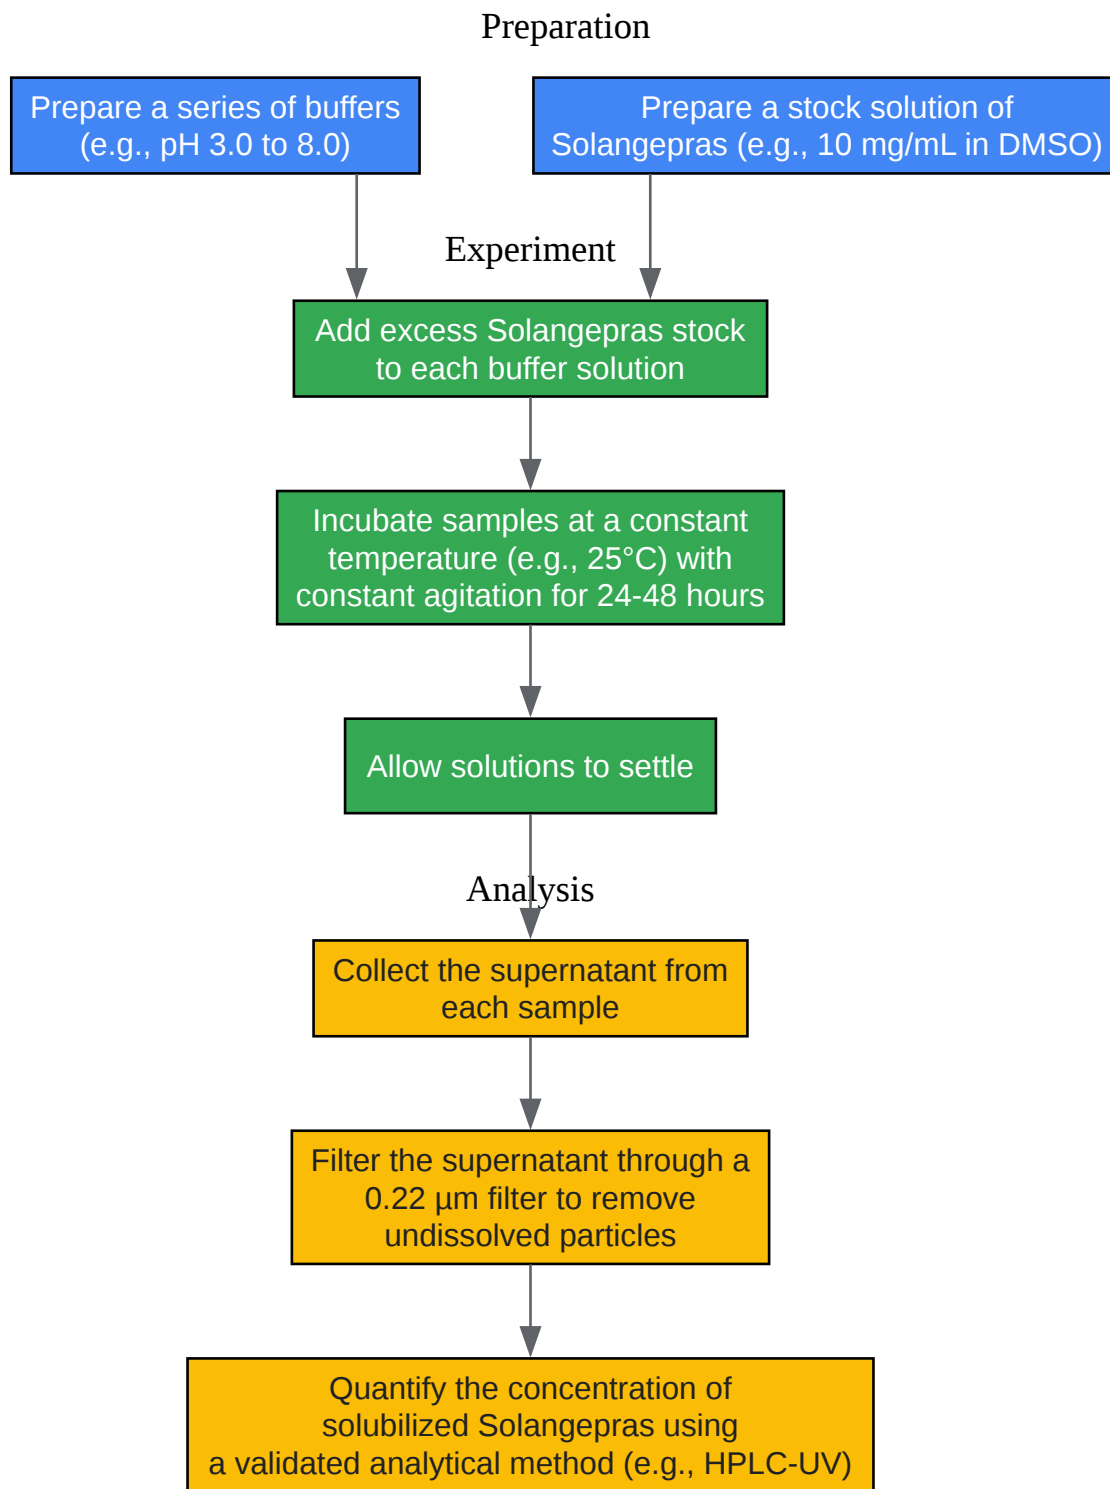 Preparation
Prepare a series of buffers
(e.g., pH 3.0 to 8.0)
Prepare a stock solution of
Solangepras (e.g., 10 mg/mL in DMSO)
Experiment
Add excess Solangepras stock
to each buffer solution
Incubate samples at a constant
temperature (e.g., 25°C) with
constant agitation for 24-48 hours
Allow solutions to settle
Analysis
Collect the supernatant from
each sample
Filter the supernatant through a
0.22 µm filter to remove
undissolved particles
Quantify the concentration of
solubilized Solangepras using
a validated analytical method (e.g., HPLC-UV)